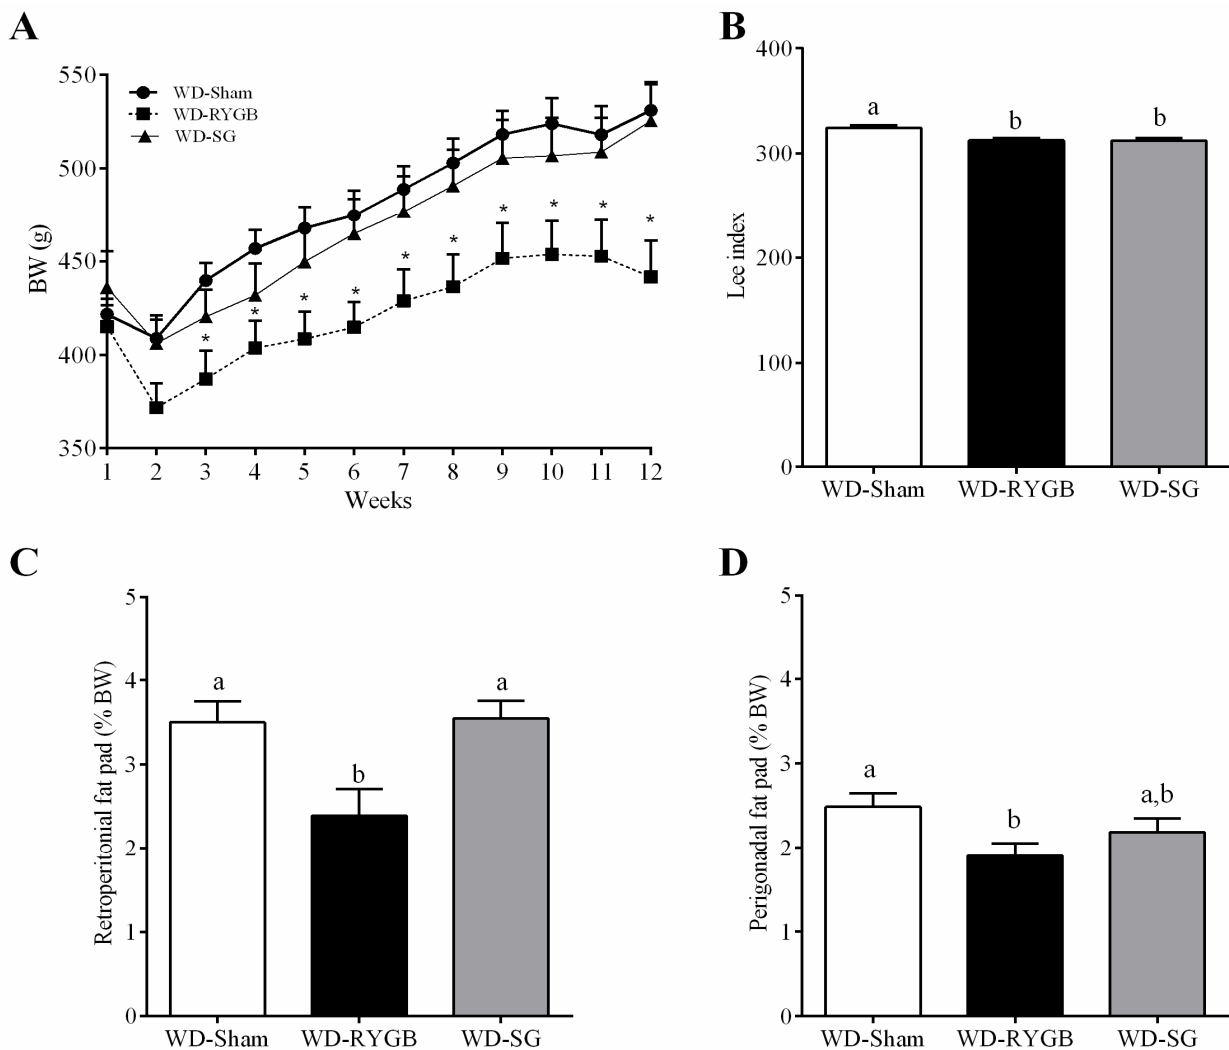 A
WD-Sham
WD-RYGB
WD-SG
BW (g)
550
500
450
400
350
* * * * * * * * * *
1 2 3 4 5 6 7 8 9 10 11 12
Weeks
B
Lee index
400
300
200
100
0
a b b
WD-Sham WD-RYGB WD-SG
C
Retroperitonial fat pad (% BW)
5
4
3
2
1
0
a b a
WD-Sham WD-RYGB WD-SG
D
Perigonadal fat pad (% BW)
5
4
3
2
1
0
a b a,b
WD-Sham WD-RYGB WD-SG